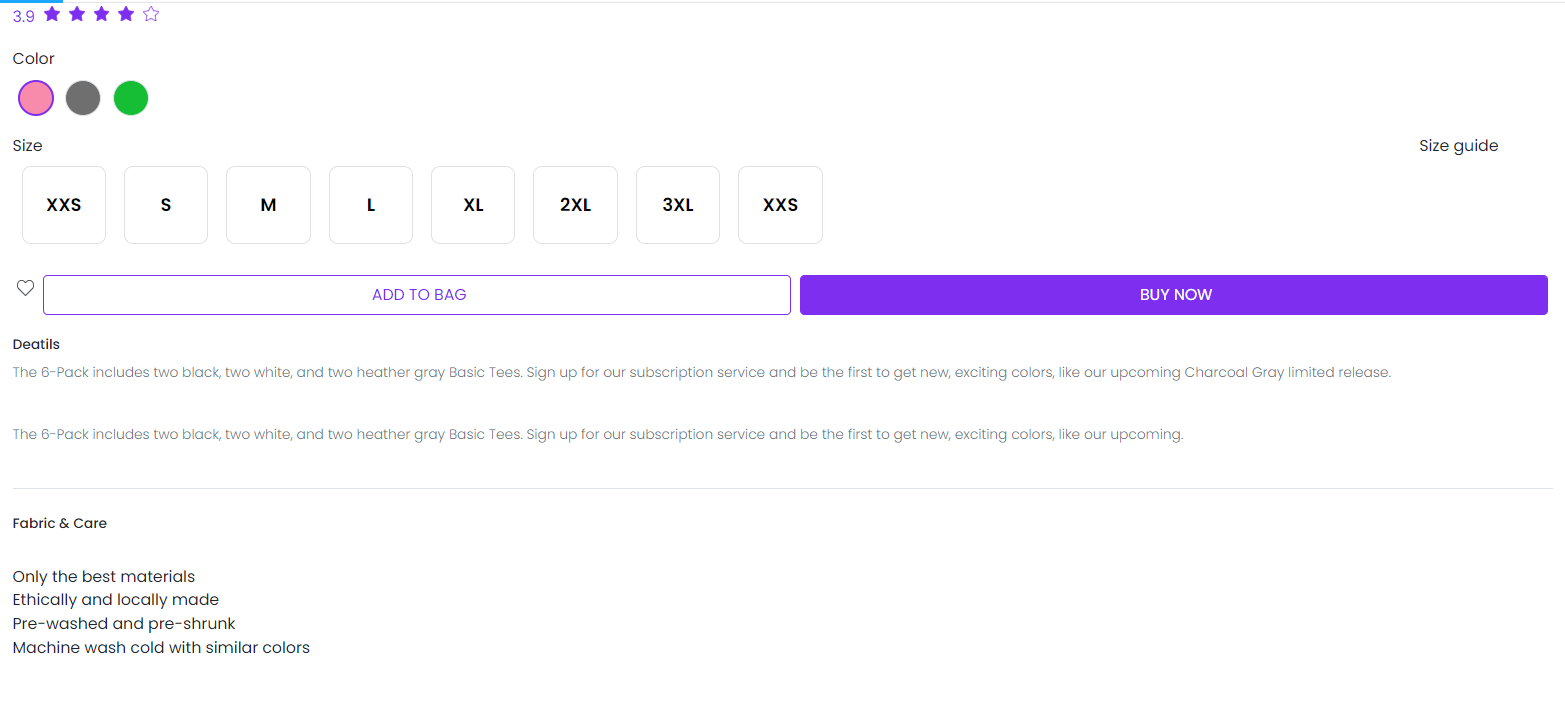 3.9
Color
Size Size guide
XXS S M L XL 2XL 3XL XXS
ADD TO BAG BUY NOW
Deatils
The 6-Pack includes two black, two white, and two heather gray Basic Tees. Sign up for our subscription service and be the first to get new, exciting colors, like our upcoming Charcoal Gray limited release.
The 6-Pack includes two black, two white, and two heather gray Basic Tees. Sign up for our subscription service and be the first to get new, exciting colors, like our upcoming.
Fabric & Care
Only the best materials
Ethically and locally made
Pre-washed and pre-shrunk
Machine wash cold with similar colors